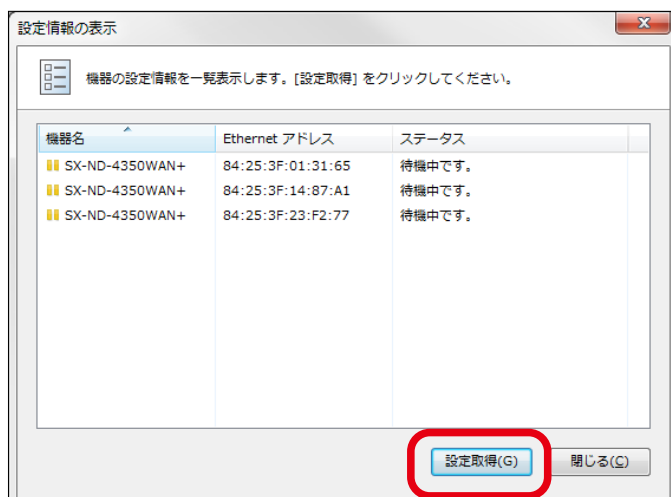 設定情報の表示
機器の設定情報を一覧表示します。[設定取得] をクリックしてください。
機器名 Ethernet アドレス ステータス
SX-ND-4350WAN+ 84:25:3F:01:31:65 待機中です。
SX-ND-4350WAN+ 84:25:3F:14:87:A1 待機中です。
SX-ND-4350WAN+ 84:25:3F:23:F2:77 待機中です。
設定取得(G) 閉じる(C)